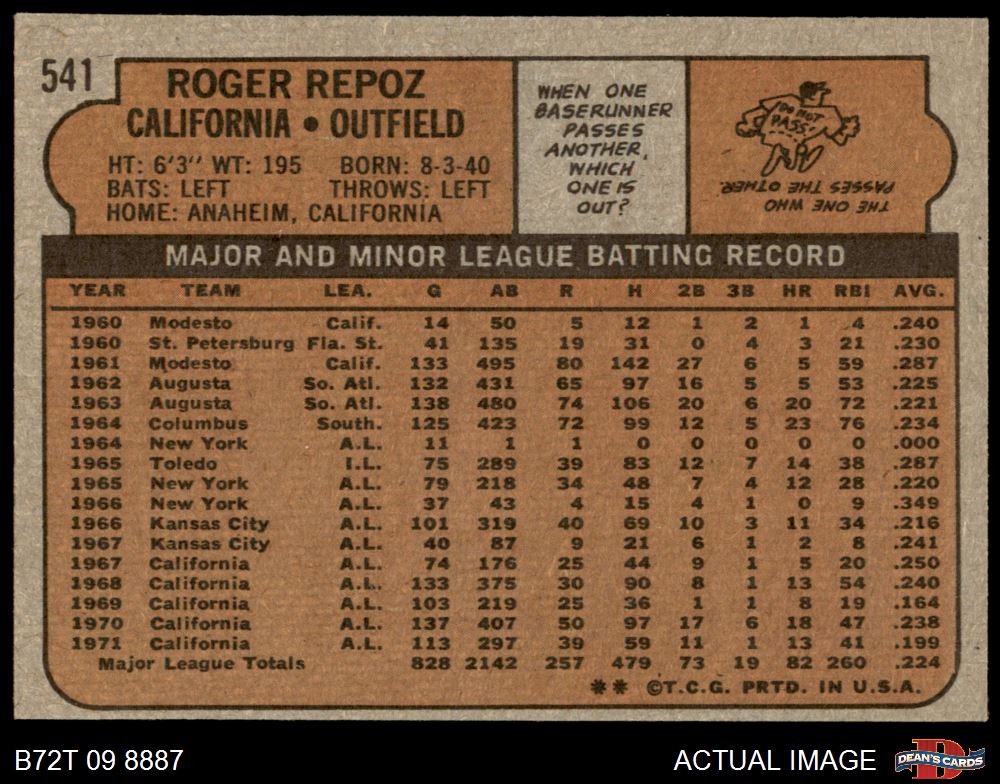 541
ROGER REPOZ
CALIFORNIA • OUTFIELD
HT: 6'3" WT: 195 BORN: 8-3-40
BATS: LEFT THROWS: LEFT
HOME: ANAHEIM, CALIFORNIA
WHEN ONE
BASERUNNER
PASSES
ANOTHER,
WHICH
ONE IS
OUT?
DO NOT
PASS
THE ONE WHO
PASSES THE OTHER
MAJOR AND MINOR LEAGUE BATTING RECORD
YEAR TEAM LEA. G AB R H 2B 3B HR RBI AVG.
1960 Modesto Calif. 14 50 5 12 1 2 1 4 .240
1960 St. Petersburg Fla. St. 41 135 19 31 0 4 3 21 .230
1961 Modesto Calif. 133 495 80 142 27 6 5 59 .287
1962 Augusta So. Atl. 132 431 65 97 16 5 5 53 .225
1963 Augusta So. Atl. 138 480 74 106 20 6 20 72 .221
1964 Columbus South. 125 423 72 99 12 5 23 76 .234
1964 New York A.L. 11 1 1 0 0 0 0 0 .000
1965 Toledo I.L. 75 289 39 83 12 7 14 38 .287
1965 New York A.L. 79 218 34 48 7 4 12 28 .220
1966 New York A.L. 37 43 4 15 4 1 0 9 .349
1966 Kansas City A.L. 101 319 40 69 10 3 11 34 .216
1967 Kansas City A.L. 40 87 9 21 6 1 2 8 .241
1967 California A.L. 74 176 25 44 9 1 5 20 .250
1968 California A.L. 133 375 30 90 8 1 13 54 .240
1969 California A.L. 103 219 25 36 1 1 8 19 .164
1970 California A.L. 137 407 50 97 17 6 18 47 .238
1971 California A.L. 113 297 39 59 11 1 13 41 .199
Major League Totals 828 2142 257 479 73 19 82 260 .224
** ©T.C.G. PRTD. IN U.S.A.
B72T 09 8887 ACTUAL IMAGE
DEAN'S CARDS